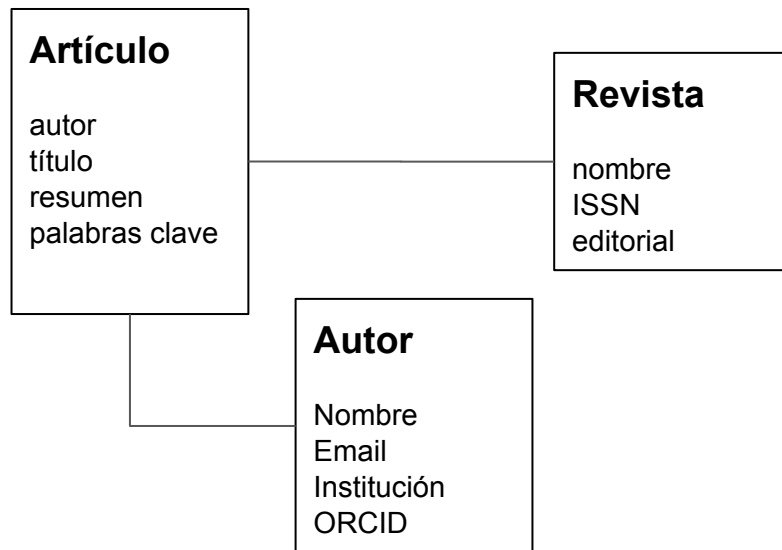 Artículo
autor
título
resumen
palabras clave
Revista
nombre
ISSN
editorial
Autor
Nombre
Email
Institución
ORCID